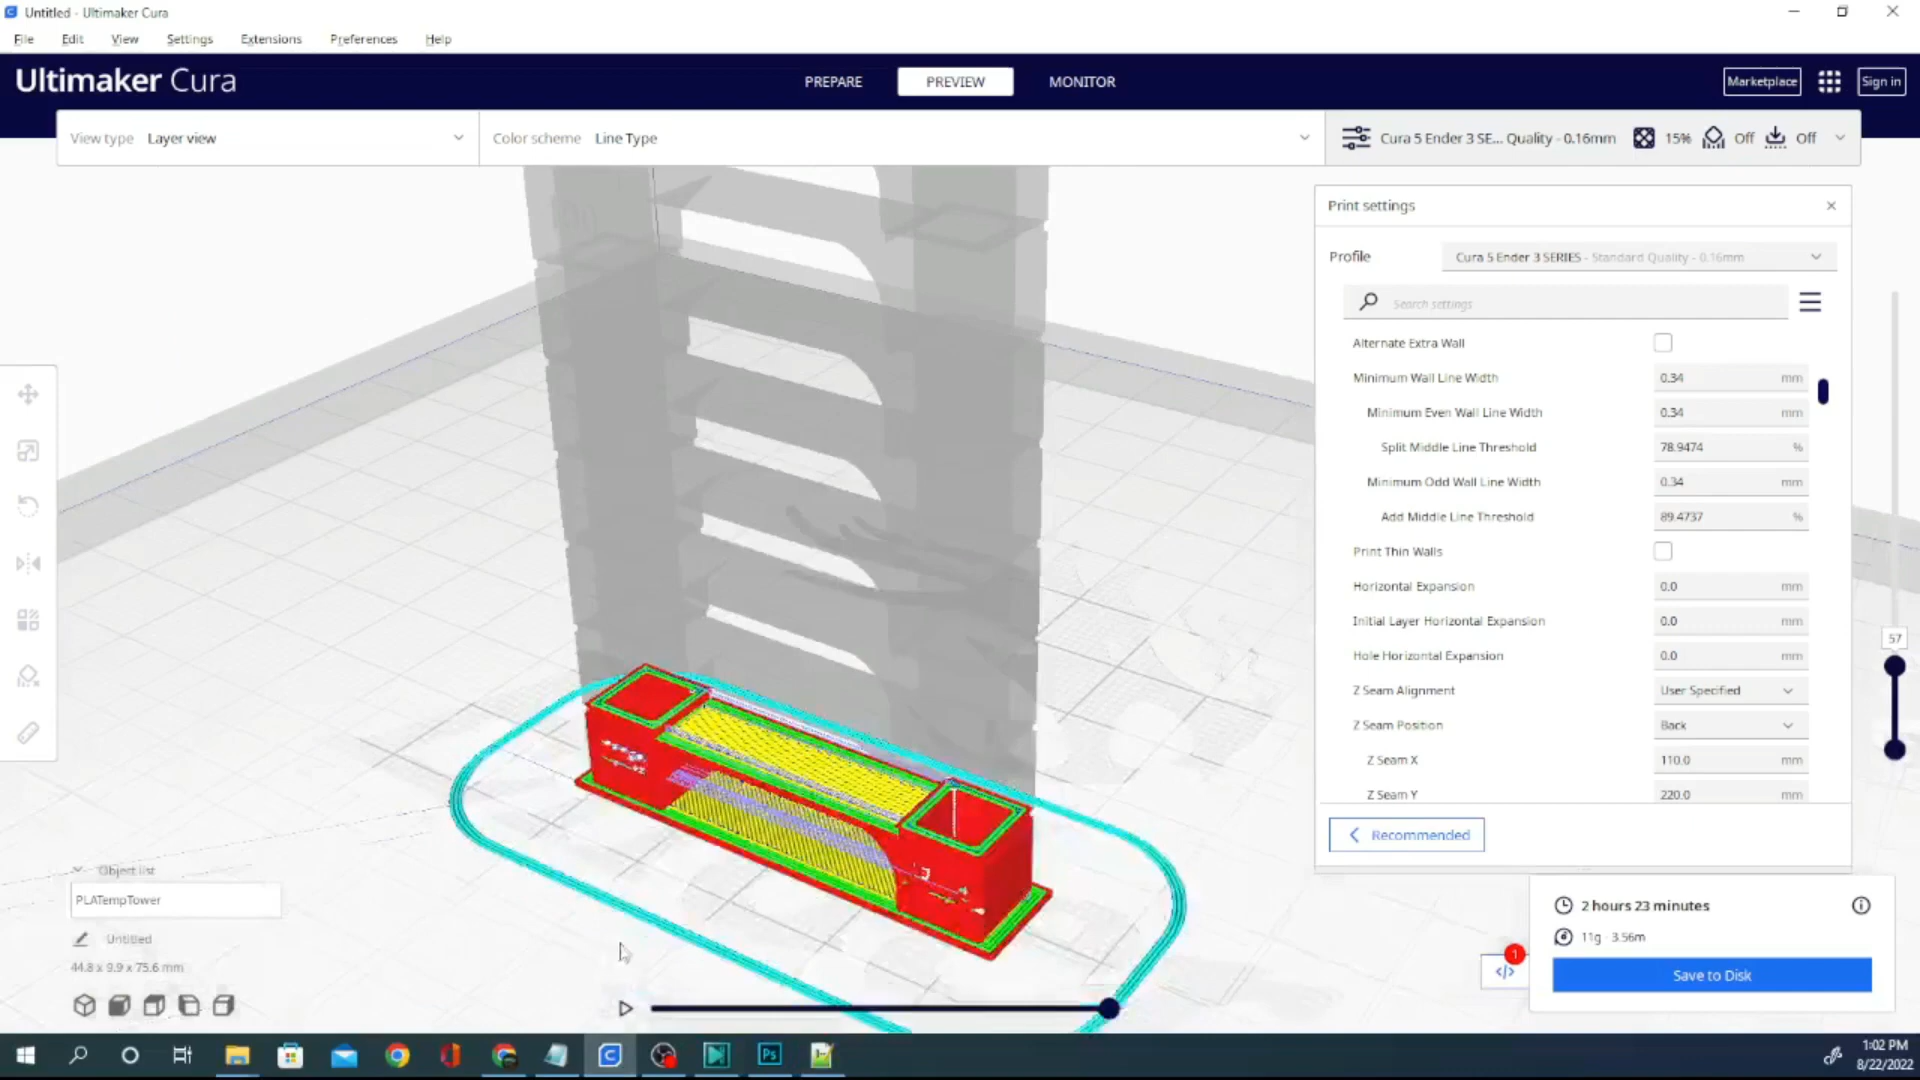 Untitled - Ultimaker Cura
File Edit View Settings Extensions Preferences Help
Ultimaker Cura
PREPARE PREVIEW MONITOR
Marketplace Sign in
View type Layer view
Color scheme Line Type
Cura 5 Ender 3 SE... Quality - 0.16mm 15% Off Off
Print settings
Profile Cura 5 Ender 3 SERIES - Standard Quality - 0.16mm
Search settings
Alternate Extra Wall
Minimum Wall Line Width 0.34 mm
Minimum Even Wall Line Width 0.34 mm
Split Middle Line Threshold 78.9474 %
Minimum Odd Wall Line Width 0.34 mm
Add Middle Line Threshold 89.4737 %
Print Thin Walls
Horizontal Expansion 0.0 mm
Initial Layer Horizontal Expansion 0.0 mm
Hole Horizontal Expansion 0.0 mm
Z Seam Alignment User Specified
Z Seam Position Back
Z Seam X 110.0 mm
Z Seam Y 220.0 mm
Recommended
57
Object list
PLATempTower
Untitled
44.8 x 9.9 x 75.6 mm
2 hours 23 minutes
11g · 3.56m
1
Save to Disk
Ps
1:02 PM
8/22/2022